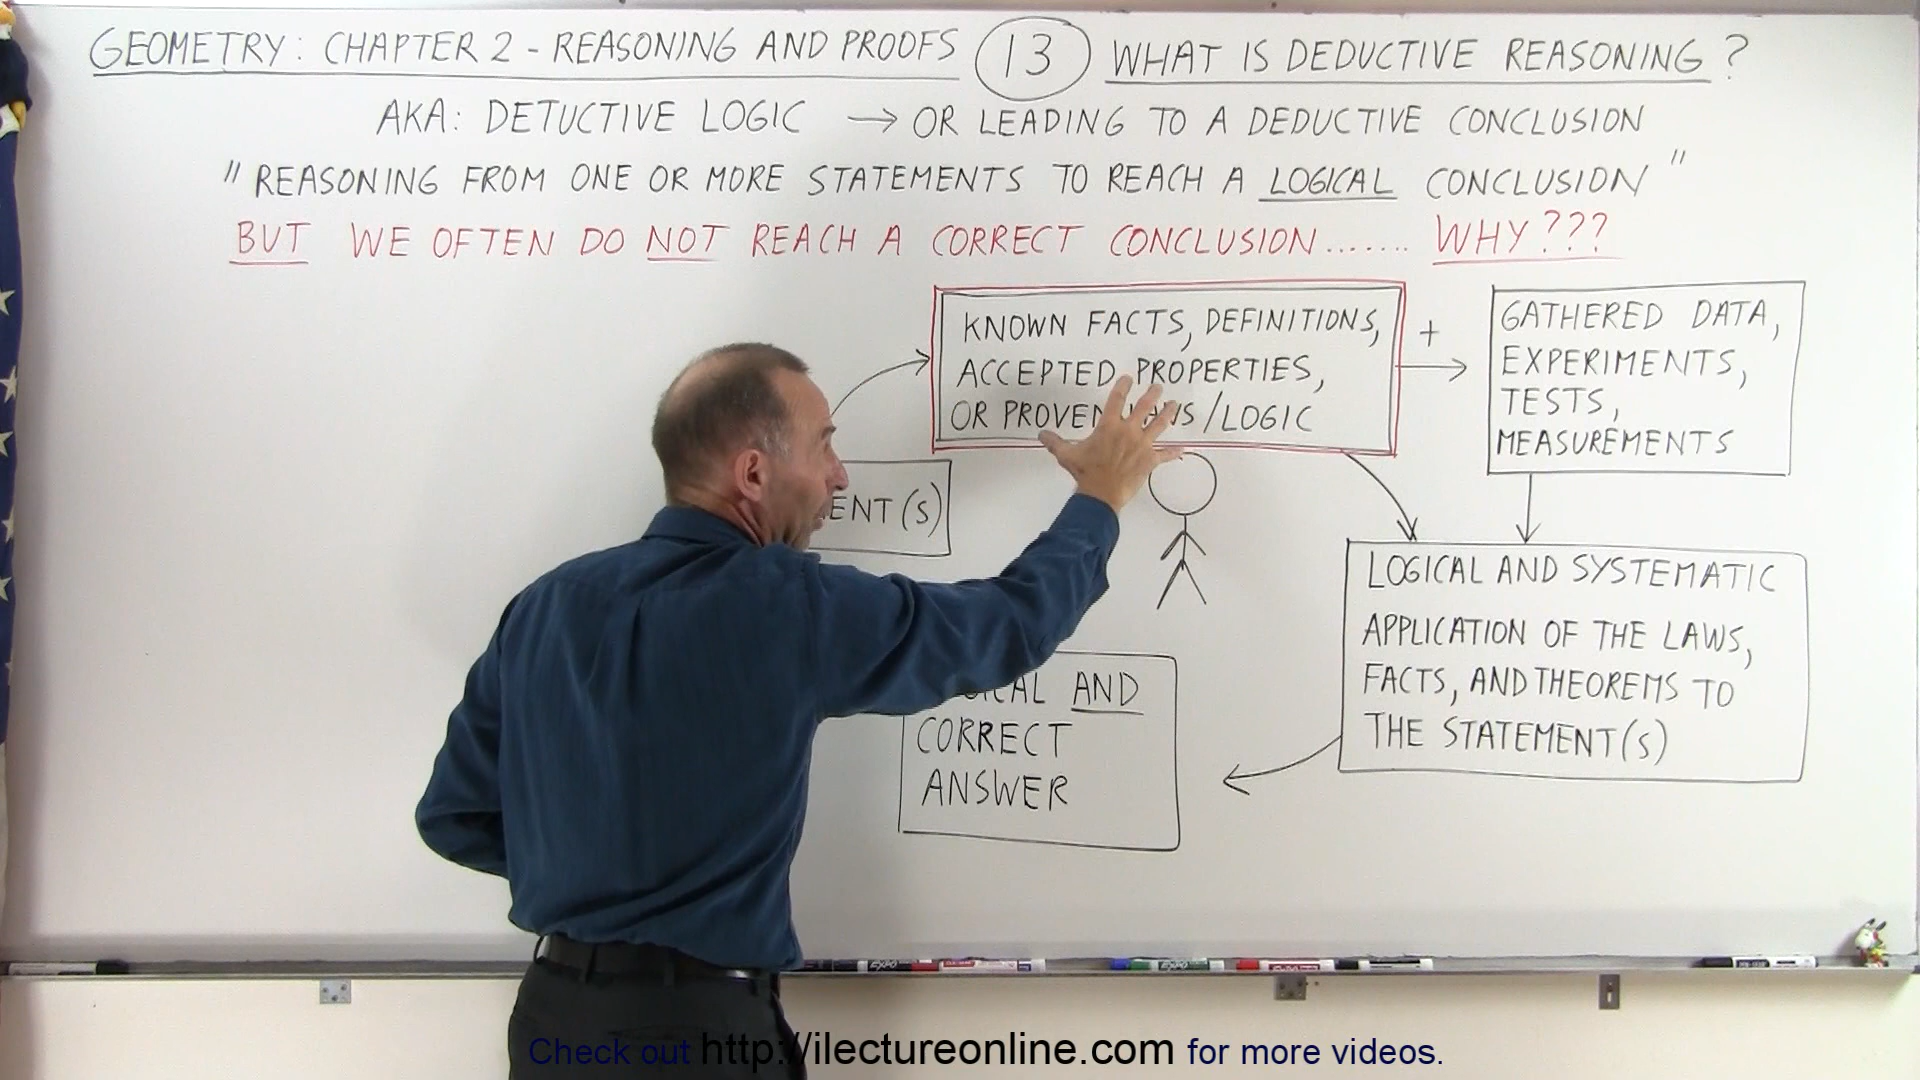 GEOMETRY: CHAPTER 2 - REASONING AND PROOFS 13 WHAT IS DEDUCTIVE REASONING?
AKA: DETUCTIVE LOGIC → OR LEADING TO A DEDUCTIVE CONCLUSION
"REASONING FROM ONE OR MORE STATEMENTS TO REACH A LOGICAL CONCLUSION"
BUT WE OFTEN DO NOT REACH A CORRECT CONCLUSION....... WHY???
KNOWN FACTS, DEFINITIONS,
ACCEPTED PROPERTIES,
OR PROVEN LAWS/LOGIC
+
GATHERED DATA,
EXPERIMENTS,
TESTS,
MEASUREMENTS
ENT(S)
LOGICAL AND SYSTEMATIC
APPLICATION OF THE LAWS,
FACTS, AND THEOREMS TO
THE STATEMENT(S)
ICAL AND
CORRECT
ANSWER
Check out http://ilectureonline.com for more videos.